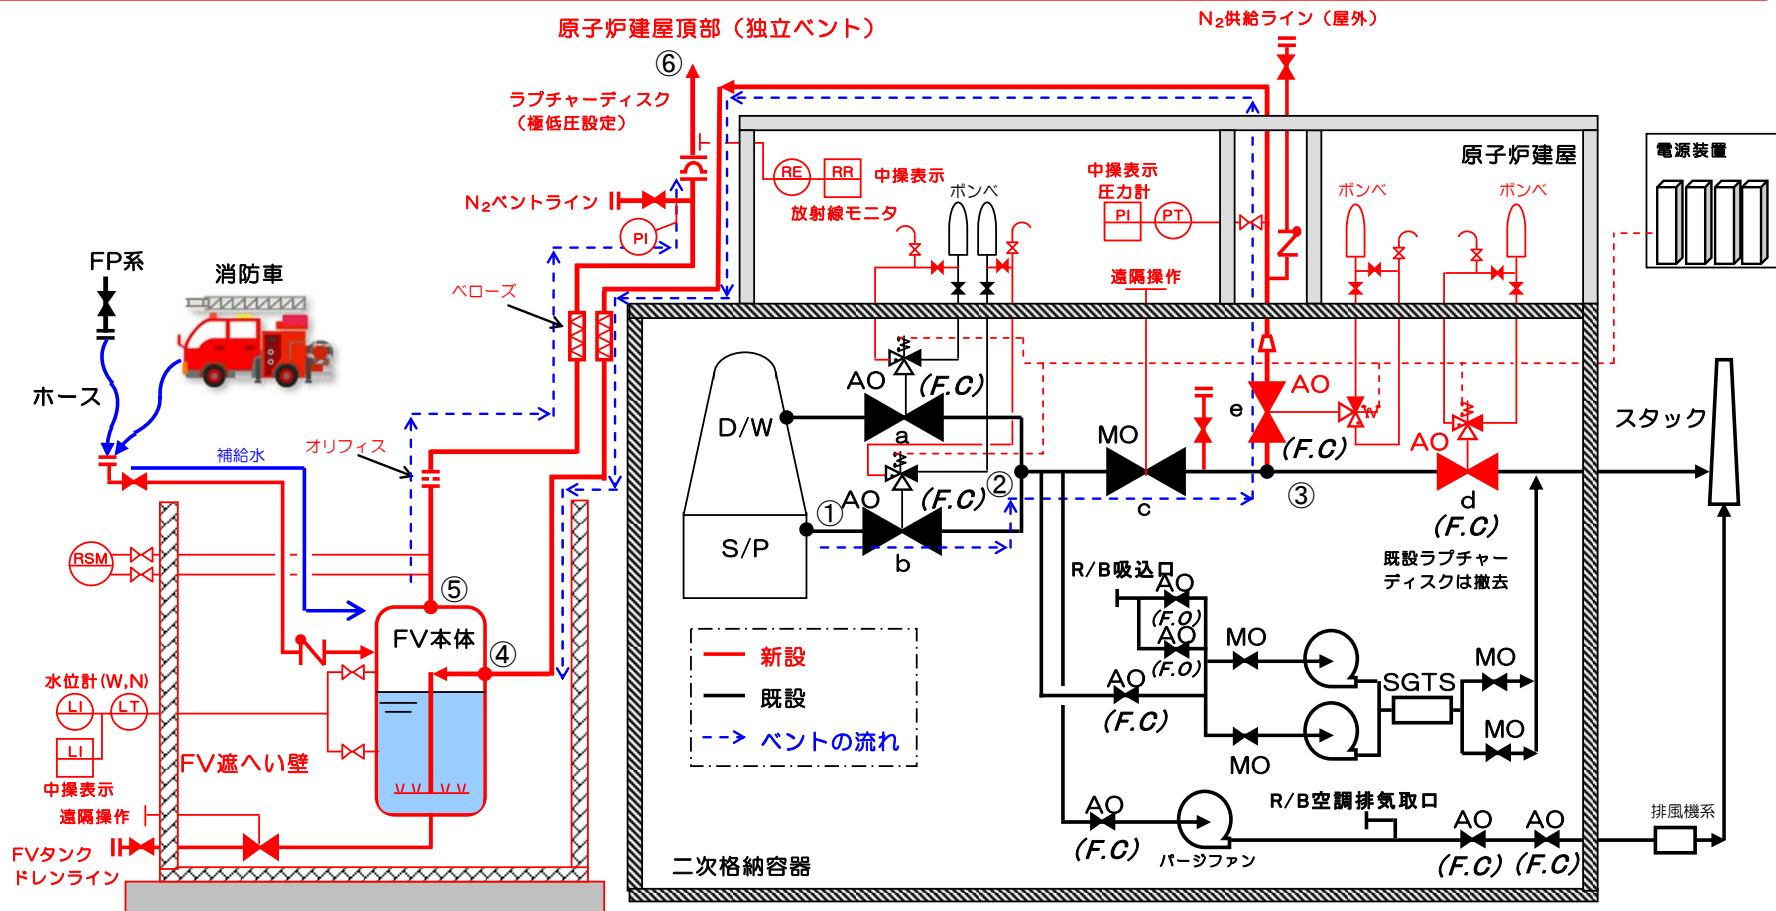 原子炉建屋頂部（独立ベント）
N₂供給ライン（屋外）
⑥
ラプチャーディスク
（極低圧設定）
原子炉建屋
電源装置
RE
RR
中操表示
放射線モニタ
ボンベ
中操表示
圧力計
PI
PT
ボンベ
ボンベ
N₂ベントライン
PI
FP系
消防車
遠隔操作
ベローズ
ホース
AO
(F.C)
AO
e
(F.C)
スタック
D/W
a
MO
AO
オリフィス
補給水
②
③
①
AO
(F.C)
c
d
(F.C)
S/P
b
RSM
既設ラプチャー
ディスクは撤去
R/B吸込口
AO
(F.O)
AO
(F.O)
⑤
FV本体
④
新設
既設
ベントの流れ
MO
MO
SGTS
AO
(F.C)
MO
MO
水位計(W,N)
LI
LT
LI
中操表示
FV遮へい壁
遠隔操作
R/B空調排気取口
排風機系
AO
(F.C)
AO
(F.C)
AO
(F.C)
パージファン
FVタンク
ドレンライン
二次格納容器